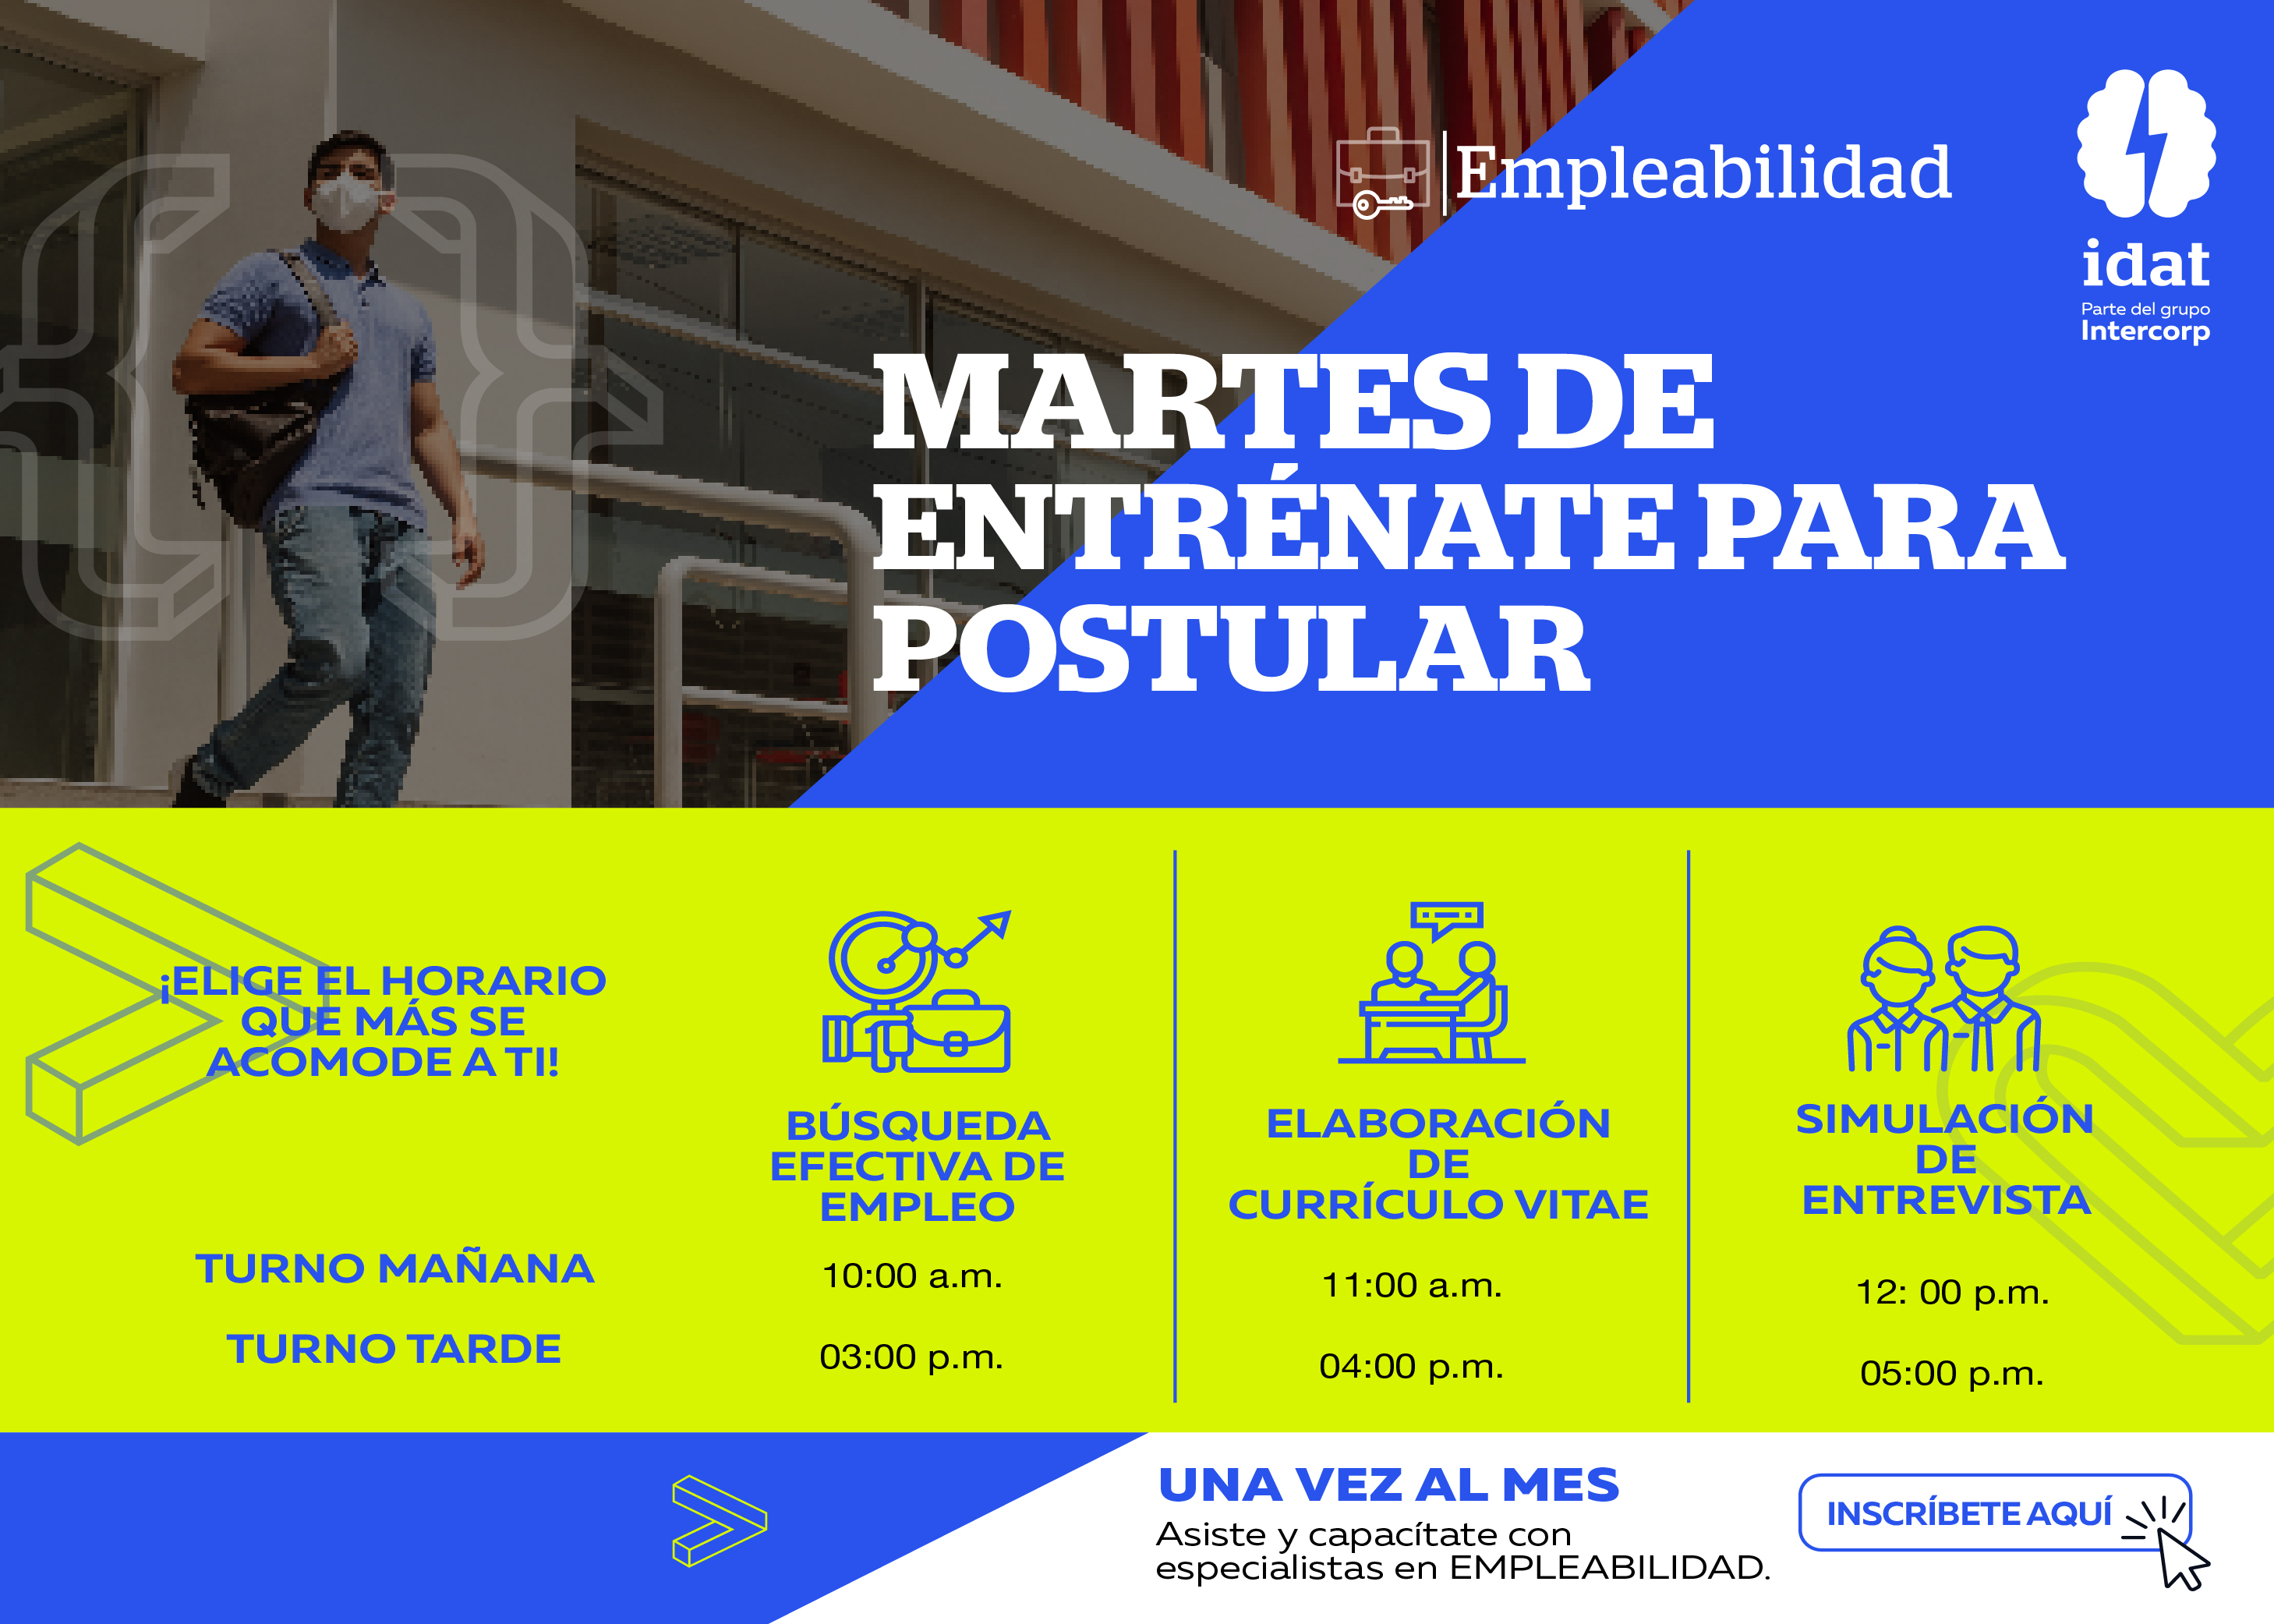 Empleabilidad
idat
Parte del grupo
Intercorp
MARTES DE
ENTRÉNATE PARA
POSTULAR
¡ELIGE EL HORARIO
QUE MÁS SE
ACOMODE A TI!
BÚSQUEDA
EFECTIVA DE
EMPLEO
ELABORACIÓN
DE
CURRÍCULO VITAE
SIMULACIÓN
DE
ENTREVISTA
TURNO MAÑANA
10:00 a.m.
11:00 a.m.
12: 00 p.m.
TURNO TARDE
03:00 p.m.
04:00 p.m.
05:00 p.m.
UNA VEZ AL MES
Asiste y capacítate con
especialistas en EMPLEABILIDAD.
INSCRÍBETE AQUÍ